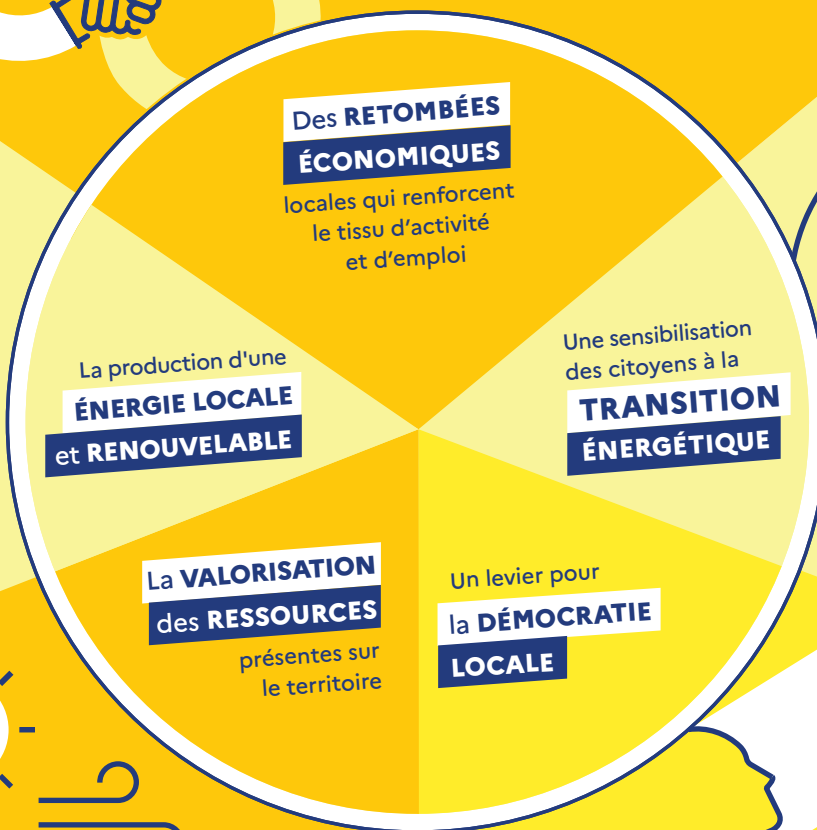 Des RETOMBÉES
ÉCONOMIQUES
locales qui renforcent
le tissu d’activité
et d’emploi
La production d'une
ÉNERGIE LOCALE
et RENOUVELABLE
Une sensibilisation
des citoyens à la
TRANSITION
ÉNERGÉTIQUE
La VALORISATION
des RESSOURCES
présentes sur
le territoire
Un levier pour
la DÉMOCRATIE
LOCALE